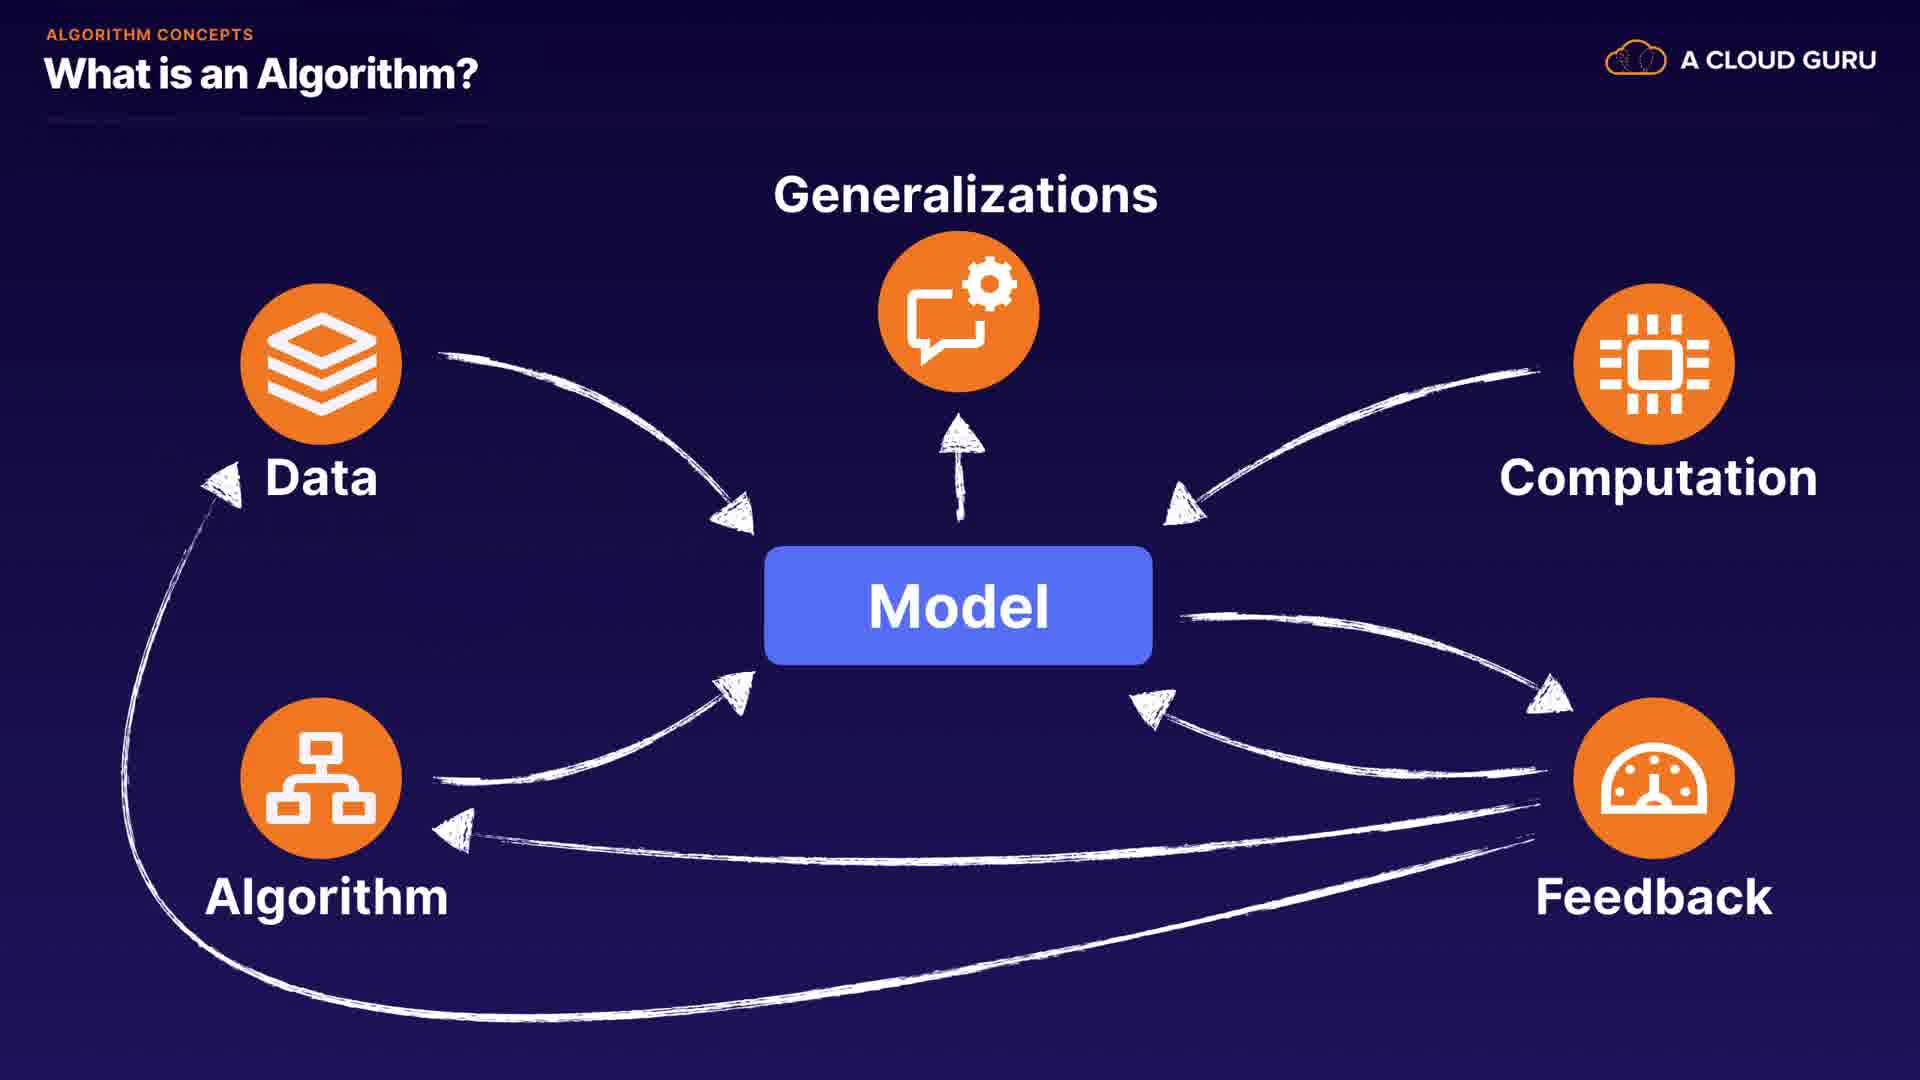 ALGORITHM CONCEPTS
What is an Algorithm?
A CLOUD GURU
Generalizations
Data
Computation
Model
Algorithm
Feedback